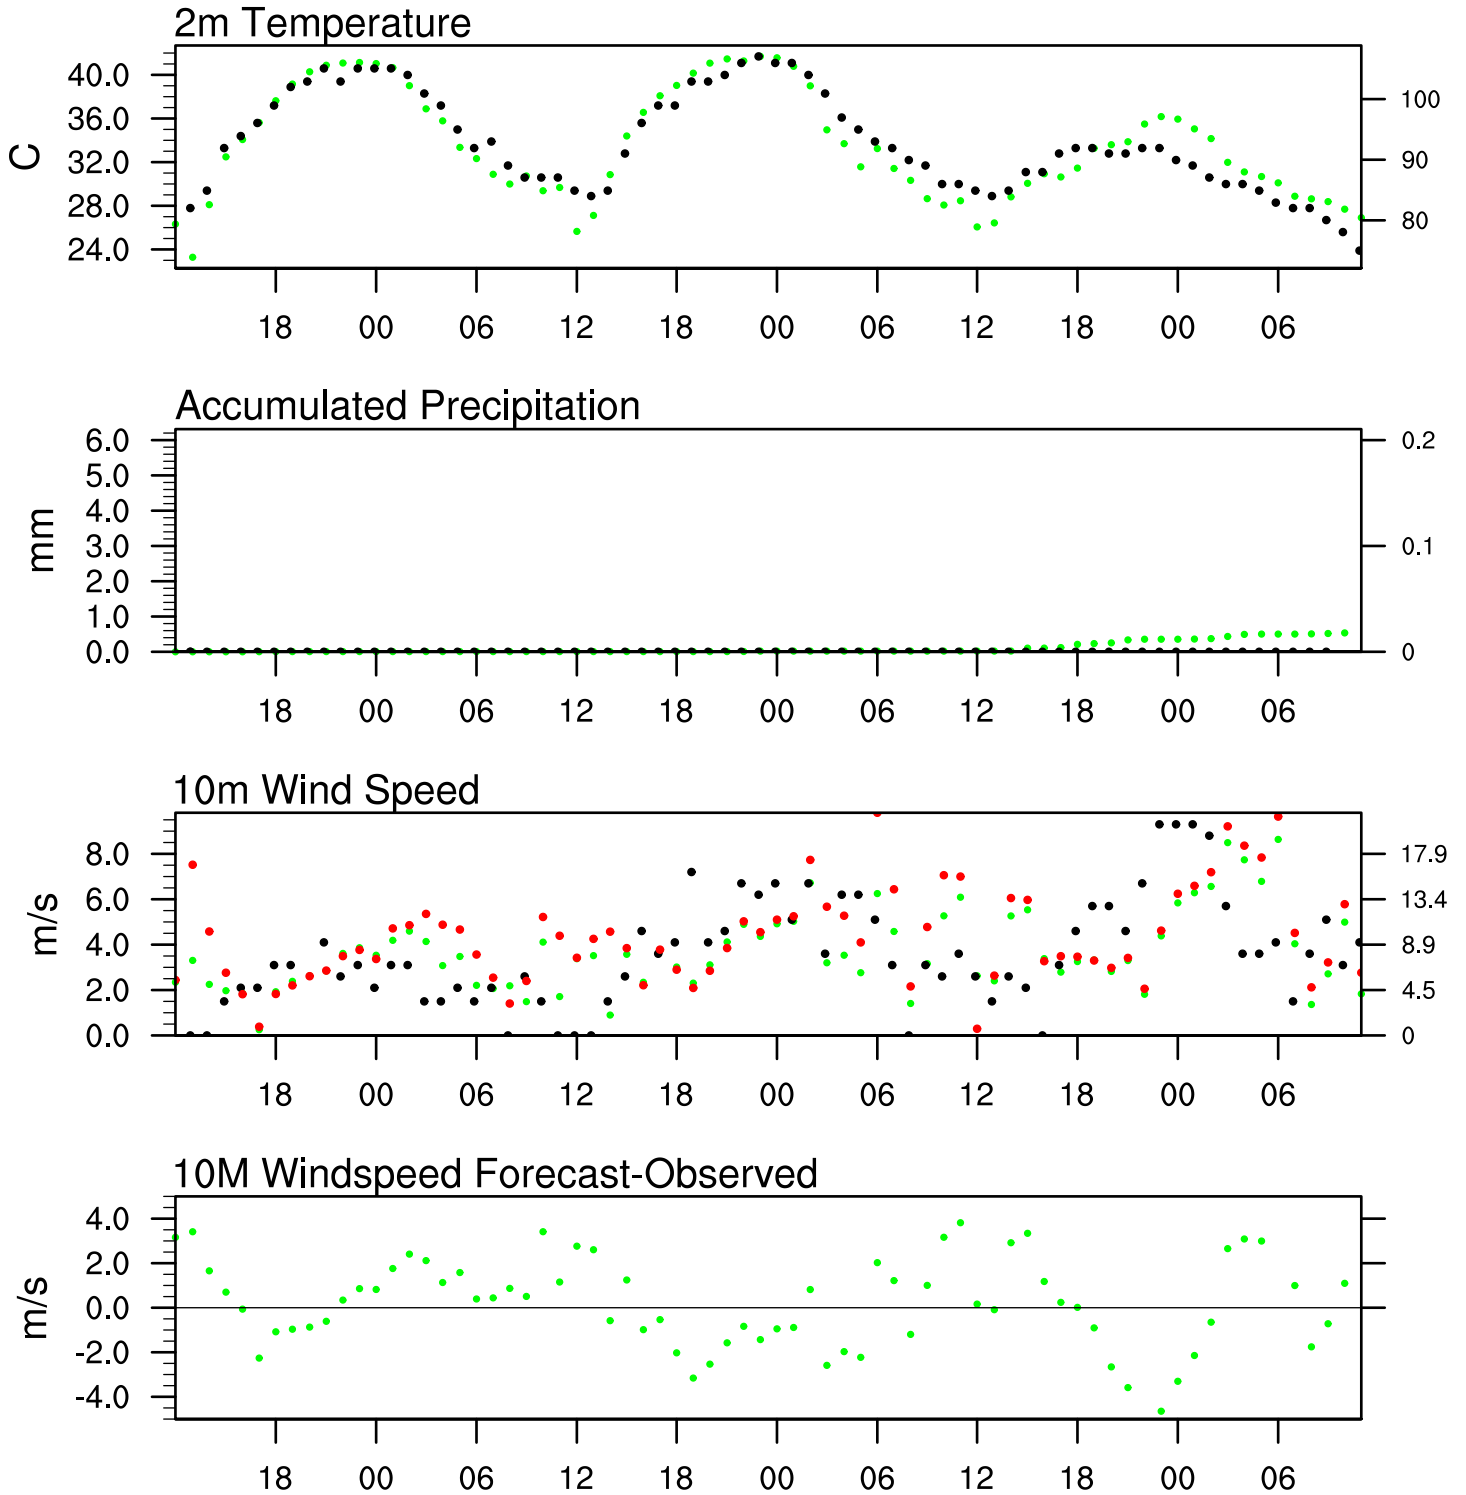 2m Temperature
C
40.0
36.0
32.0
28.0
24.0
100
90
80
18 00 06 12 18 00 06 12 18 00 06
Accumulated Precipitation
mm
6.0
5.0
4.0
3.0
2.0
1.0
0.0
0.2
0.1
0
18 00 06 12 18 00 06 12 18 00 06
10m Wind Speed
m/s
8.0
6.0
4.0
2.0
0.0
17.9
13.4
8.9
4.5
0
18 00 06 12 18 00 06 12 18 00 06
10M Windspeed Forecast-Observed
m/s
4.0
2.0
0.0
-2.0
-4.0
18 00 06 12 18 00 06 12 18 00 06